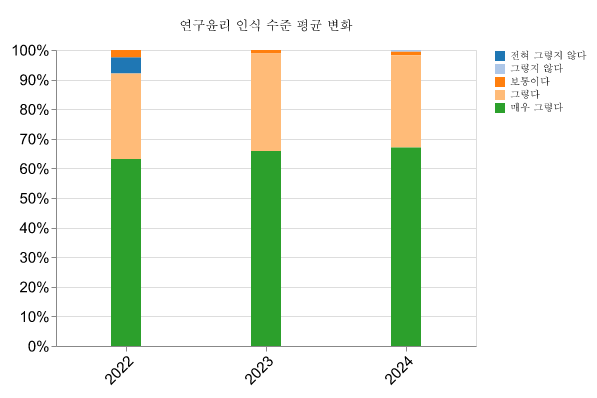 연구윤리 인식 수준 평균 변화
100%
90%
80%
70%
60%
50%
40%
30%
20%
10%
0%
2022
2023
2024
전혀 그렇지 않다
그렇지 않다
보통이다
그렇다
매우 그렇다